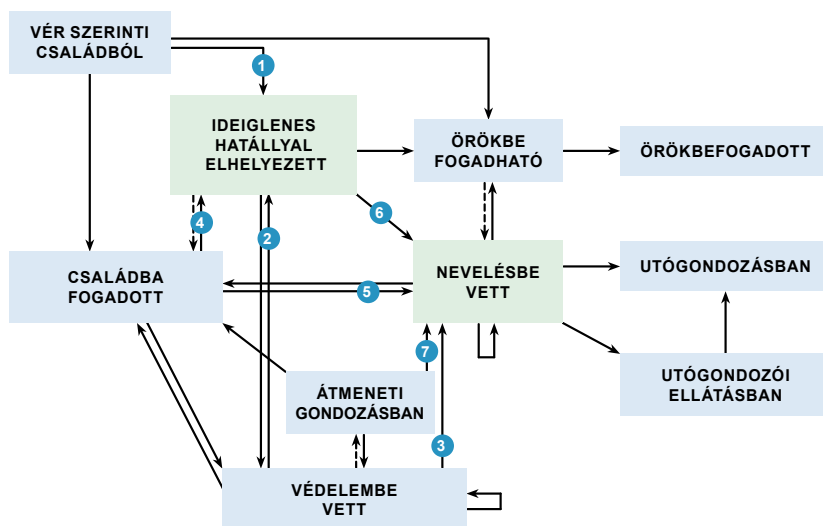 VÉR SZERINTI
CSALÁDBÓL
1
IDEIGLENES
HATÁLLYAL
ELHELYEZETT
ÖRÖKBE
FOGADHATÓ
ÖRÖKBEFOGADOTT
4
2
6
CSALÁDBA
FOGADOTT
5
NEVELÉSBE
VETT
UTÓGONDOZÁSBAN
7
ÁTMENETI
GONDOZÁSBAN
UTÓGONDOZÓI
ELLÁTÁSBAN
3
VÉDELEMBE
VETT